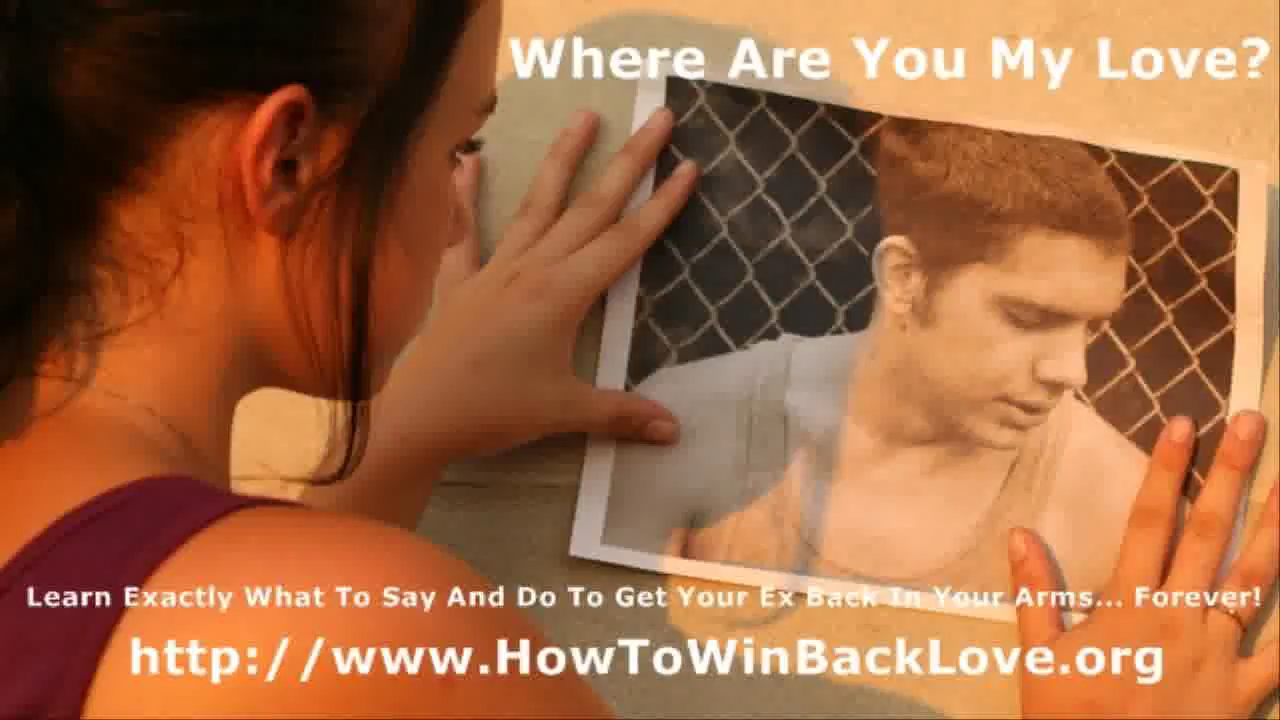 Where Are You My Love?
Learn Exactly What To Say And Do To Get Your Ex Back In Your Arms... Forever!
http://www.HowToWinBackLove.org